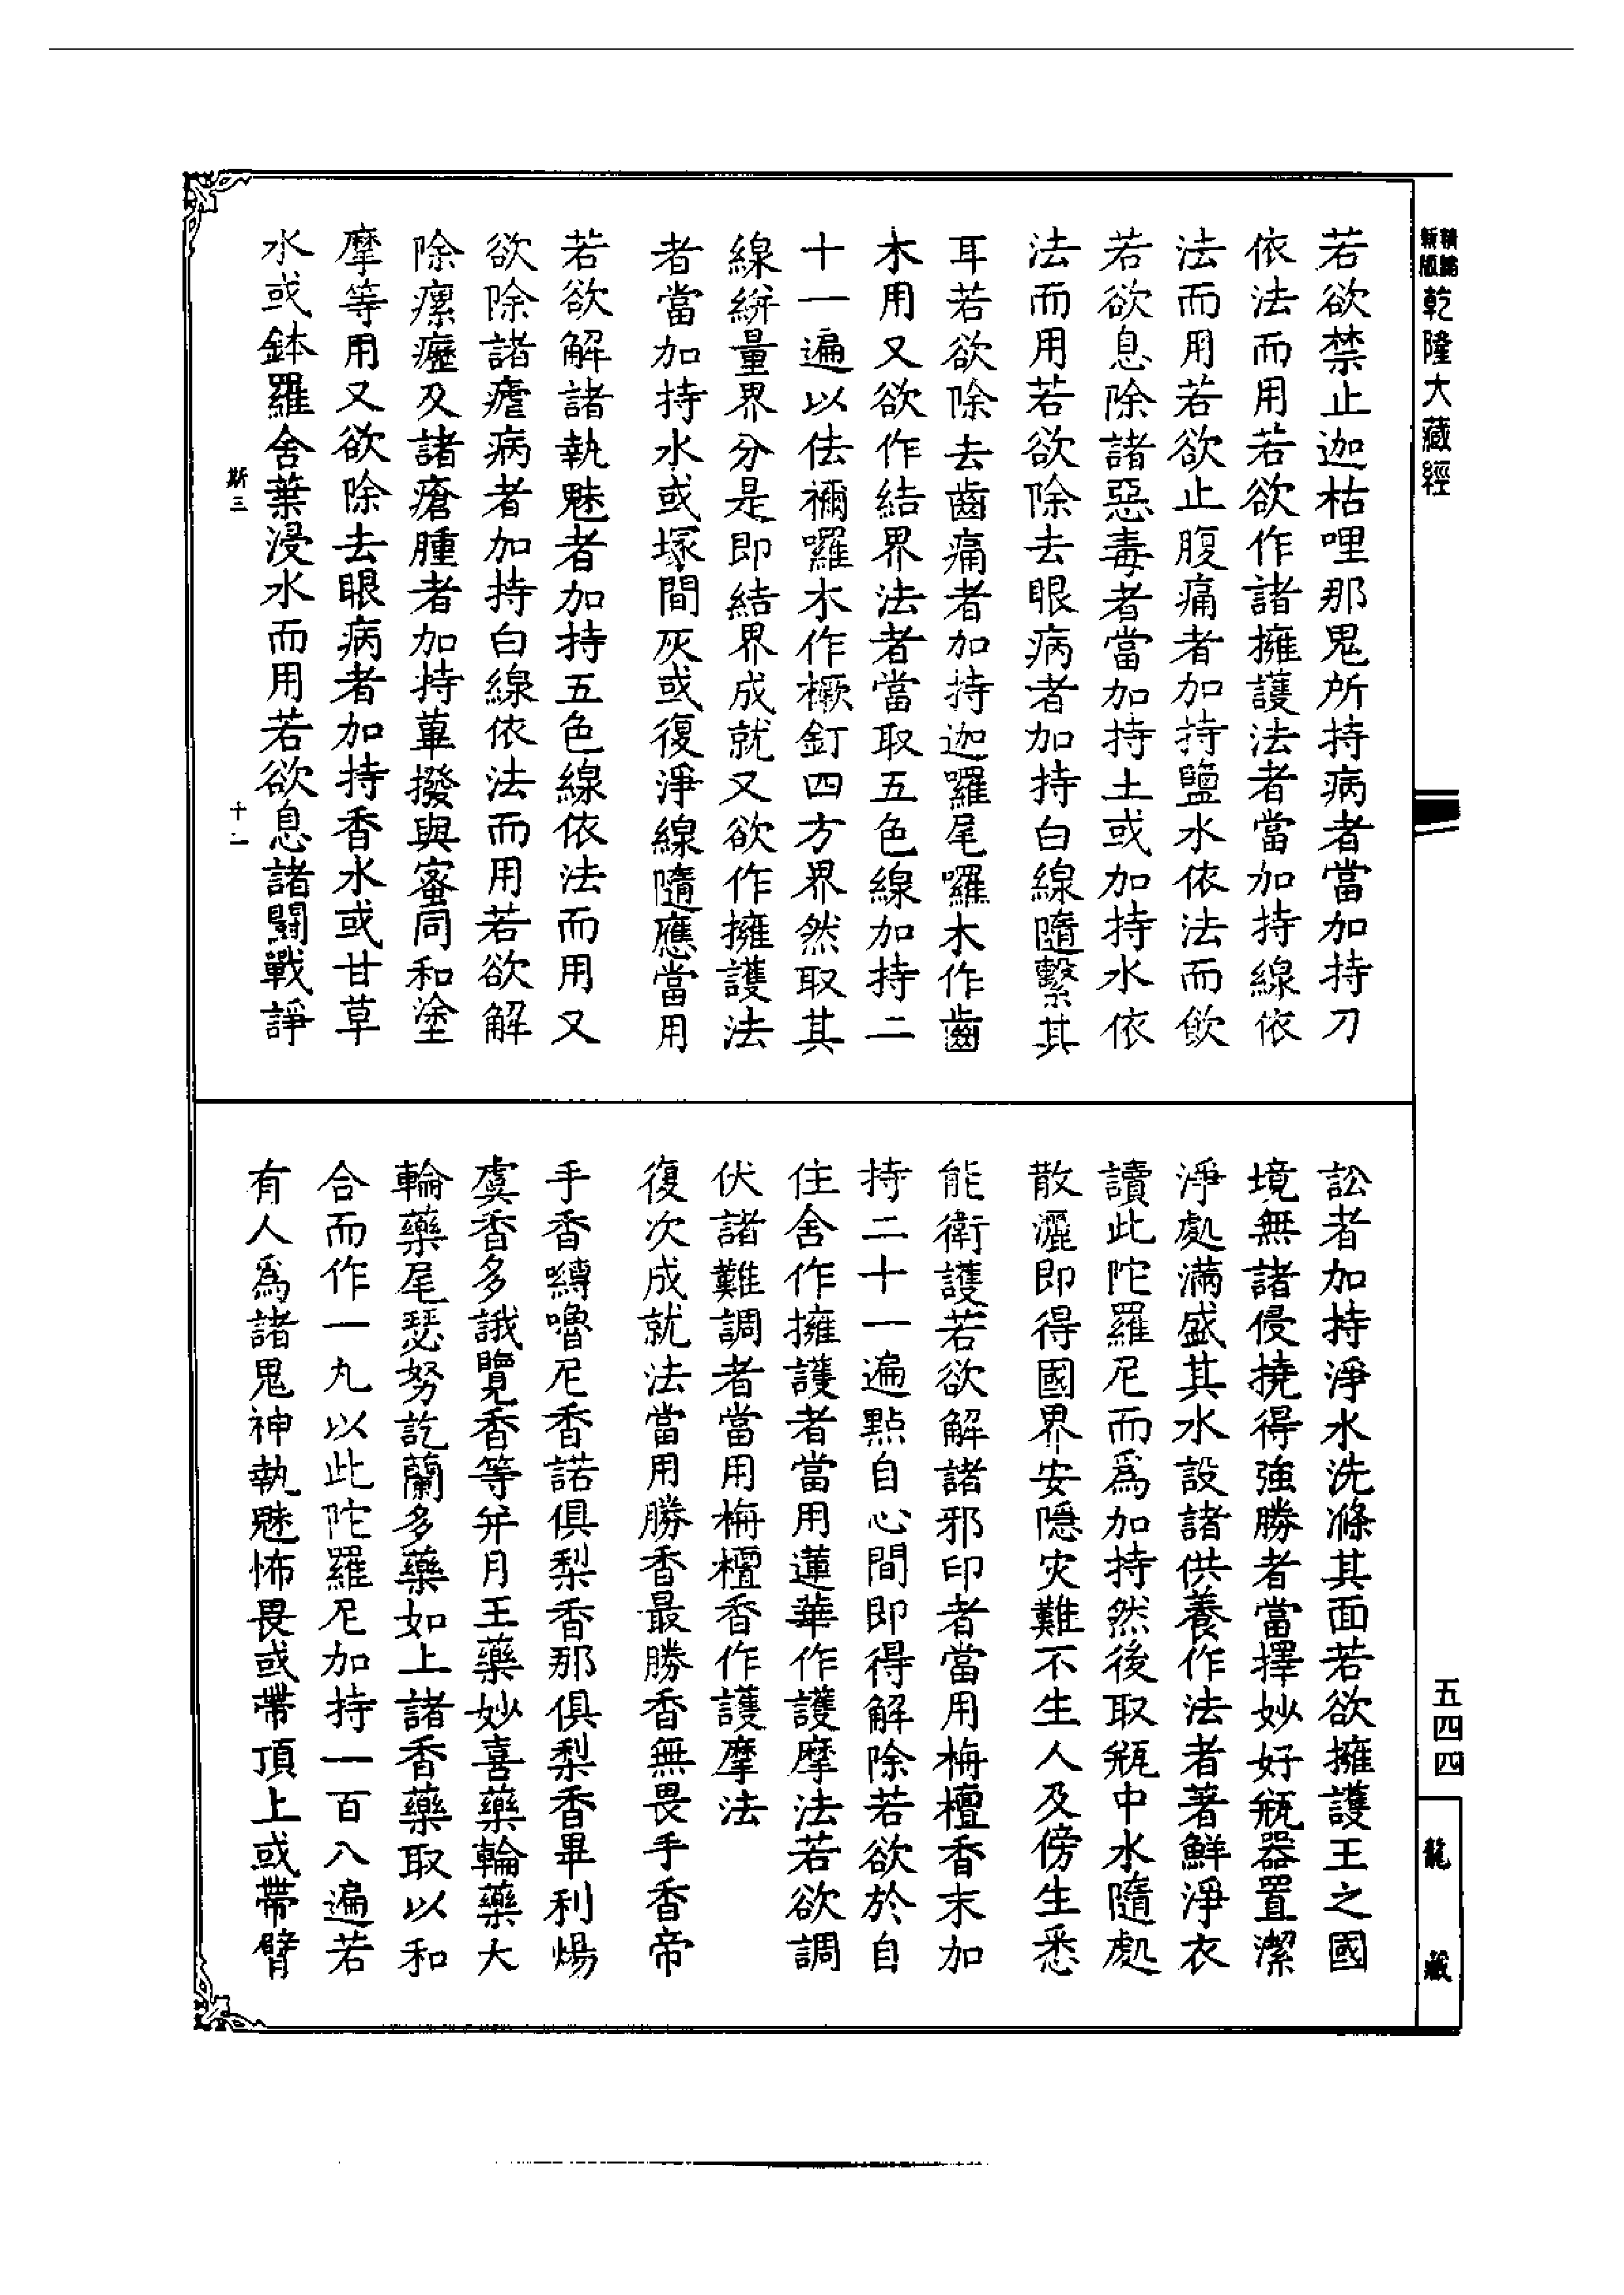 新版
精縮
乾隆大藏經
若欲禁止迦枯哩那鬼所持病者當加持刀
依法而用若欲作諸擁護法者當加持線依
法而用若欲止腹痛者加持鹽水依法而飲
若欲息除諸惡毒者當加持土或加持水依
法而用若欲除去眼病者加持白線隨繫其
耳若欲除去齒痛者加持迦囉尾囉木作齒
木用又欲作結界法者當取五色線加持二
十一遍以佉禰囉木作橛釘四方界然取其
線絣量界分是即結界成就又欲作擁護法
者當加持水或塚間灰或復淨線隨應當用
若欲解諸執魅者加持五色線依法而用又
欲除諸瘧病者加持白線依法而用若欲解
除瘰癧及諸瘡腫者加持蓽撥與蜜同和塗
摩等用又欲除去眼病者加持香水或甘草
水或鉢羅舍葉浸水而用若欲息諸鬪戰諍
斯三
十一
訟者加持淨水洗滌其面若欲擁護王之國
境無諸侵撓得強勝者當擇妙好瓶器置潔
淨處滿盛其水設諸供養作法者著鮮淨衣
讀此陀羅尼而爲加持然後取瓶中水隨處
散灑即得國界安隱灾難不生人及傍生悉
能衛護若欲解諸邪印者當用栴檀香末加
持二十一遍點自心間即得解除若欲於自
住舍作擁護者當用蓮華作護摩法若欲調
伏諸難調者當用栴檀香作護摩法
復次成就法當用勝香最勝香無畏手香帝
手香嚩嚕尼香諾俱梨香那俱梨香畢利煬
虞香多誐覽香等并月王藥妙喜藥輪藥大
輪藥尾瑟努訖蘭多藥如上諸香藥取以和
合而作一丸以此陀羅尼加持一百八遍若
有人爲諸鬼神執魅怖畏或帶頂上或帶臂
五四四
龍藏